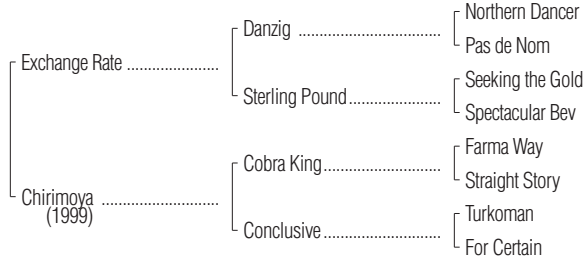 Northern Dancer
Danzig ..............................
Pas de Nom
Exchange Rate ....................
Seeking the Gold
Sterling Pound....................
Spectacular Bev
Farma Way
Cobra King.........................
Straight Story
Chirimoya .........................
(1999)
Turkoman
Conclusive.........................
For Certain